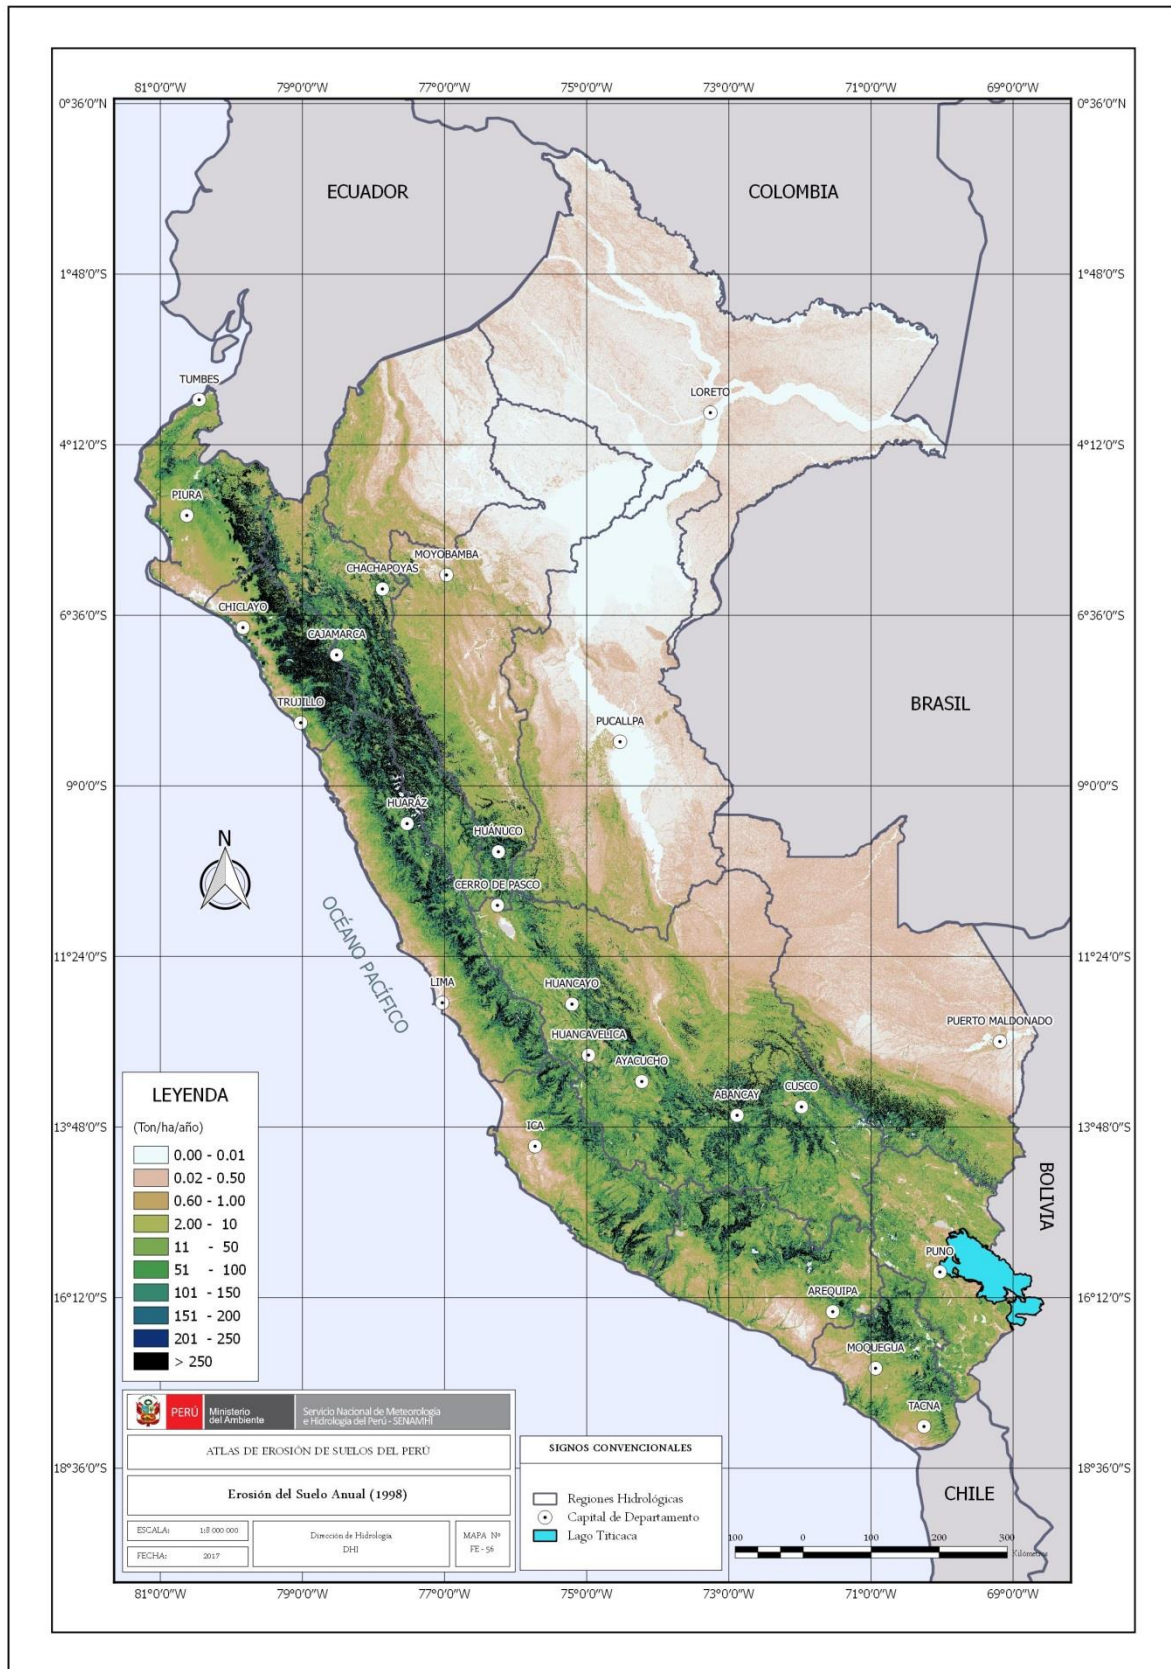 81°0'0"W 79°0'0"W 77°0'0"W 75°0'0"W 73°0'0"W 71°0'0"W 69°0'0"W
0°36'0"N 0°36'0"N
ECUADOR
COLOMBIA
1°48'0"S 1°48'0"S
TUMBES
LORETO
4°12'0"S 4°12'0"S
PIURA
MOYOBAMBA
CHACHAPOYAS
CHICLAYO
6°36'0"S 6°36'0"S
CAJAMARCA
TRUJILLO
BRASIL
PUCALLPA
9°0'0"S 9°0'0"S
HUARÁZ
HUÁNUCO
N
CERRO DE PASCO
OCÉANO PACÍFICO
11°24'0"S 11°24'0"S
LIMA
HUANCAYO
PUERTO MALDONADO
HUANCAVELICA
AYACUCHO
ABANCAY
CUSCO
ICA
13°48'0"S 13°48'0"S
BOLIVIA
PUNO
AREQUIPA
16°12'0"S 16°12'0"S
MOQUEGUA
TACNA
18°36'0"S 18°36'0"S
CHILE
LEYENDA
(Ton/ha/año)
0.00 - 0.01
0.02 - 0.50
0.60 - 1.00
2.00 - 10
11 - 50
51 - 100
101 - 150
151 - 200
201 - 250
> 250
PERÚ
Ministerio
del Ambiente
Servicio Nacional de Meteorología
e Hidrología del Perú - SENAMHI
ATLAS DE EROSIÓN DE SUELOS DEL PERÚ
Erosión del Suelo Anual (1998)
ESCALA: 1:8 000 000
FECHA: 2017
Dirección de Hidrología
DHI
MAPA Nº
FE - 56
SIGNOS CONVENCIONALES
Regiones Hidrológicas
Capital de Departamento
Lago Titicaca
100 0 100 200 300
Kilómetros
81°0'0"W 79°0'0"W 77°0'0"W 75°0'0"W 73°0'0"W 71°0'0"W 69°0'0"W